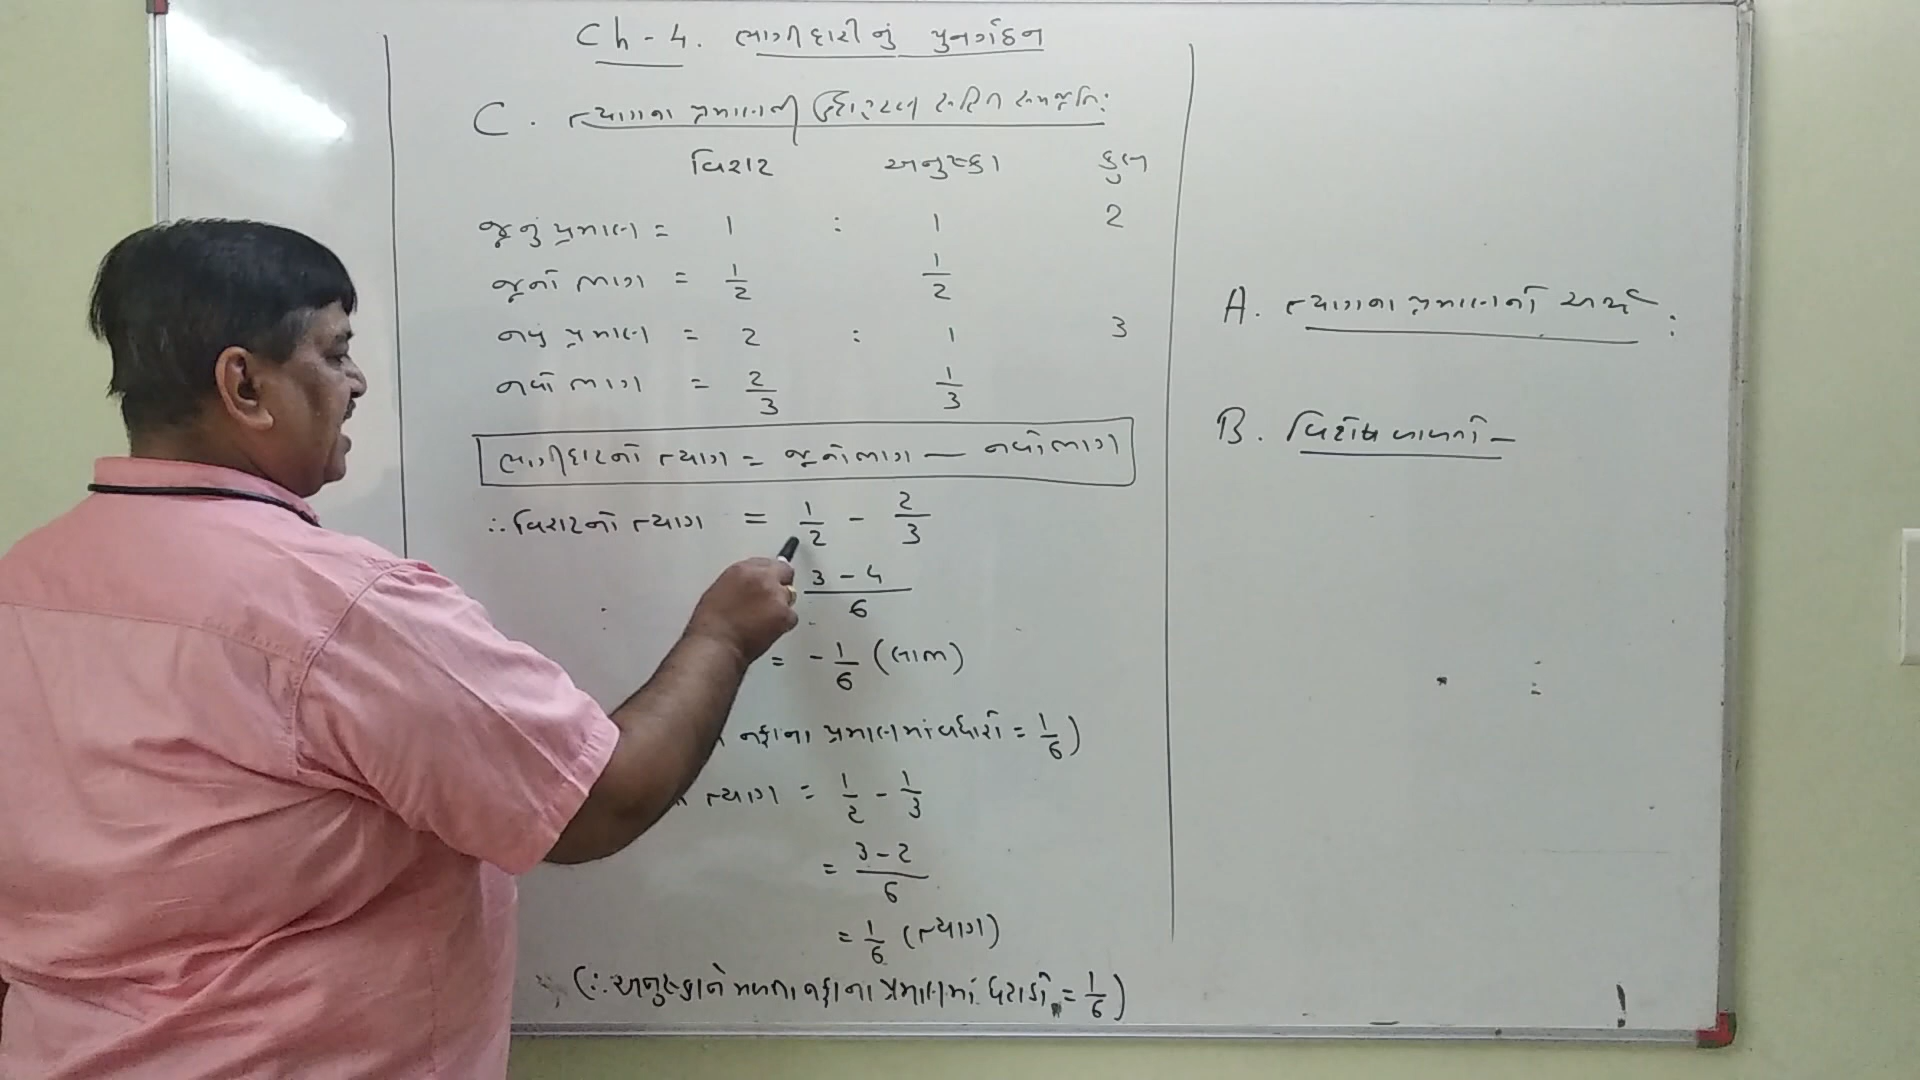 Ch - 4. ભાગીદારીનું પુનર્ગઠન
C. ત્યાગના પ્રમાણની ઉદાહરણ સહિત સમજૂતિ:
વિરાટ અનુષ્કા કુલ
જૂનું પ્રમાણ = 1 : 1 2
જૂનો ભાગ = 1/2 1/2
નવું પ્રમાણ = 2 : 1 3
નવો ભાગ = 2/3 1/3
ભાગીદારનો ત્યાગ = જૂનો ભાગ — નવો ભાગ
∴ વિરાટનો ત્યાગ = 1/2 - 2/3
3 - 4 / 6
= - 1/6 (લાભ)
નફાના પ્રમાણમાં વધારો = 1/6)
ત્યાગ = 1/2 - 1/3
= 3 - 2 / 6
= 1/6 (ત્યાગ)
(∴ અનુષ્કાને મળતા નફાના પ્રમાણમાં ઘટાડો = 1/6)
A. ત્યાગના પ્રમાણનો અર્થ :
B. વિશેષ બાબતો -